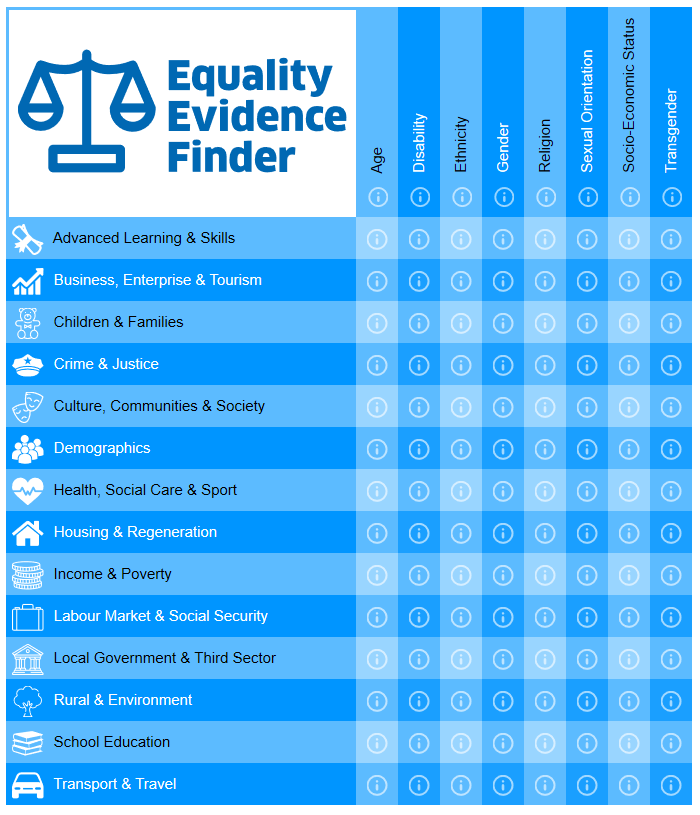 Equality
Evidence
Finder
Age
Disability
Ethnicity
Gender
Religion
Sexual Orientation
Socio-Economic Status
Transgender
Advanced Learning & Skills
Business, Enterprise & Tourism
Children & Families
Crime & Justice
Culture, Communities & Society
Demographics
Health, Social Care & Sport
Housing & Regeneration
Income & Poverty
Labour Market & Social Security
Local Government & Third Sector
Rural & Environment
School Education
Transport & Travel